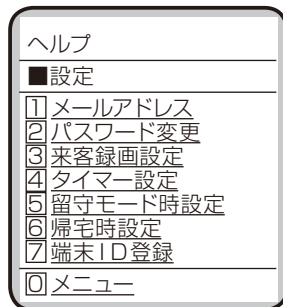 ヘルプ
■設定
1 メールアドレス
2 パスワード変更
3 来客録画設定
4 タイマー設定
5 留守モード時設定
6 帰宅時設定
7 端末ID登録
0 メニュー